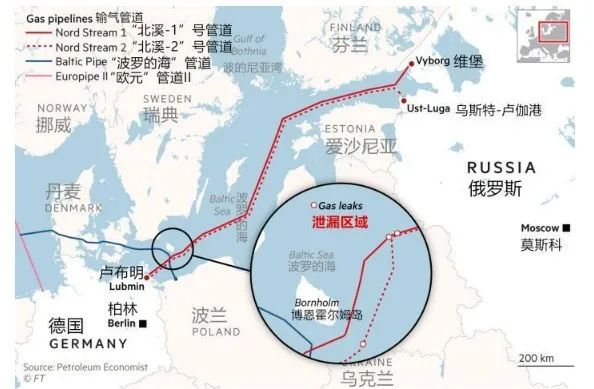 Gas pipelines 输气管道
Nord Stream 1 “北溪-1”号管道
Nord Stream 2 “北溪-2”号管道
Baltic Pipe “波罗的海”管道
Europipe II “欧元”管道II
Gulf of
Bothnia
波的尼亚湾
FINLAND
芬兰
Vyborg 维堡
Ust-Luga 乌斯特-卢伽港
NORWAY
挪威
SWEDEN
瑞典
ESTONIA
爱沙尼亚
RUSSIA
俄罗斯
丹麦
DENMARK
Baltic
Sea
波罗的海
Gas leaks
泄漏区域
Moscow
莫斯科
Baltic Sea
波罗的海
卢布明
Lubmin
Bornholm
博恩霍尔姆岛
柏林
Berlin
德国
GERMANY
波兰
POLAND
UKRAINE
乌克兰
200 km
Source: Petroleum Economist
© FT